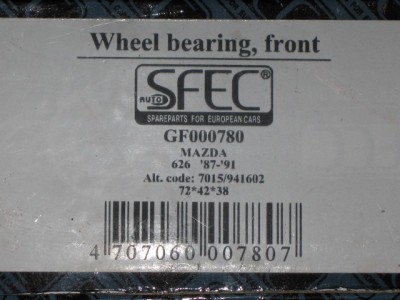 Wheel bearing, front
AUTO SFEC®
SPAREPARTS FOR EUROPEAN CARS
GF000780
MAZDA
626 '87-'91
Alt. code: 7015/941602
72*42*38
4 707060 007807